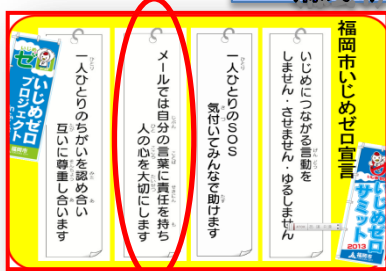 福岡市いじめゼロ宣言
いじめにつながる言動を
しません・させません・ゆるしません
一人ひとりのSOS
気付いてみんなで助けます
メールでは自分の言葉に責任を持ち
人の心を大切にします
一人ひとりのちがいを認め合い
互いに尊重し合います
いじめゼロ
サミット
2013
福岡市
いじめゼロ
プロジェクト
福岡市